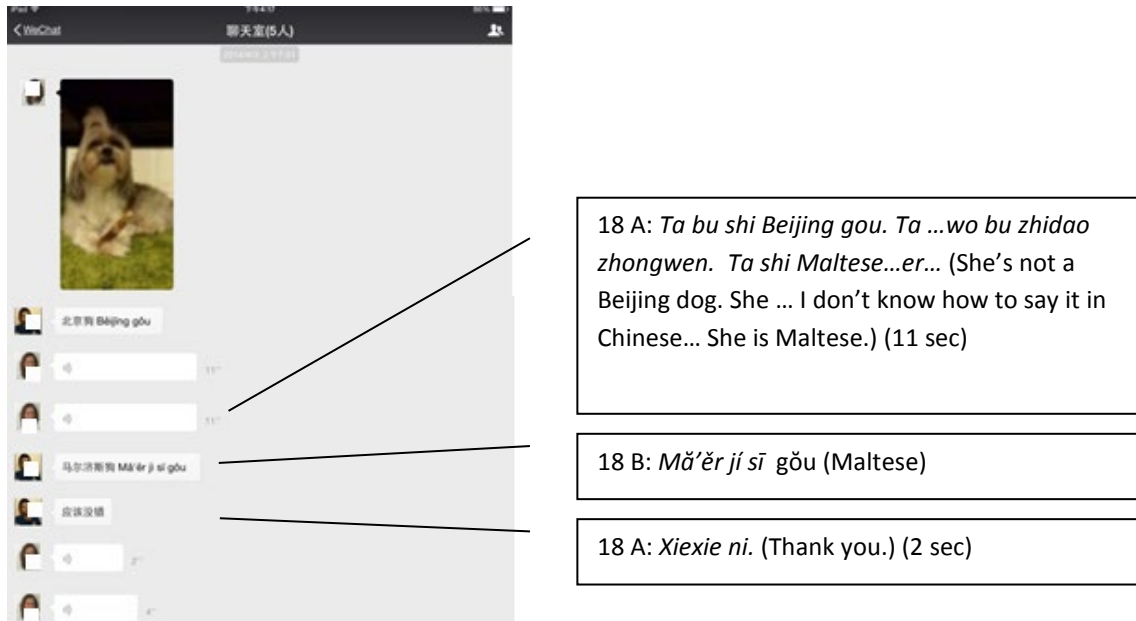 WeChat
聊天室(5人)
北京狗 Běijīng gǒu
11"
11"
马尔济斯狗 Mǎ'ěr jì sī gǒu
应该没错
2"
4"
18 A: Ta bu shi Beijing gou. Ta …wo bu zhidao
zhongwen. Ta shi Maltese…er… (She's not a
Beijing dog. She … I don't know how to say it in
Chinese… She is Maltese.) (11 sec)
18 B: Mǎ'ěr jí sī gǒu (Maltese)
18 A: Xiexie ni. (Thank you.) (2 sec)